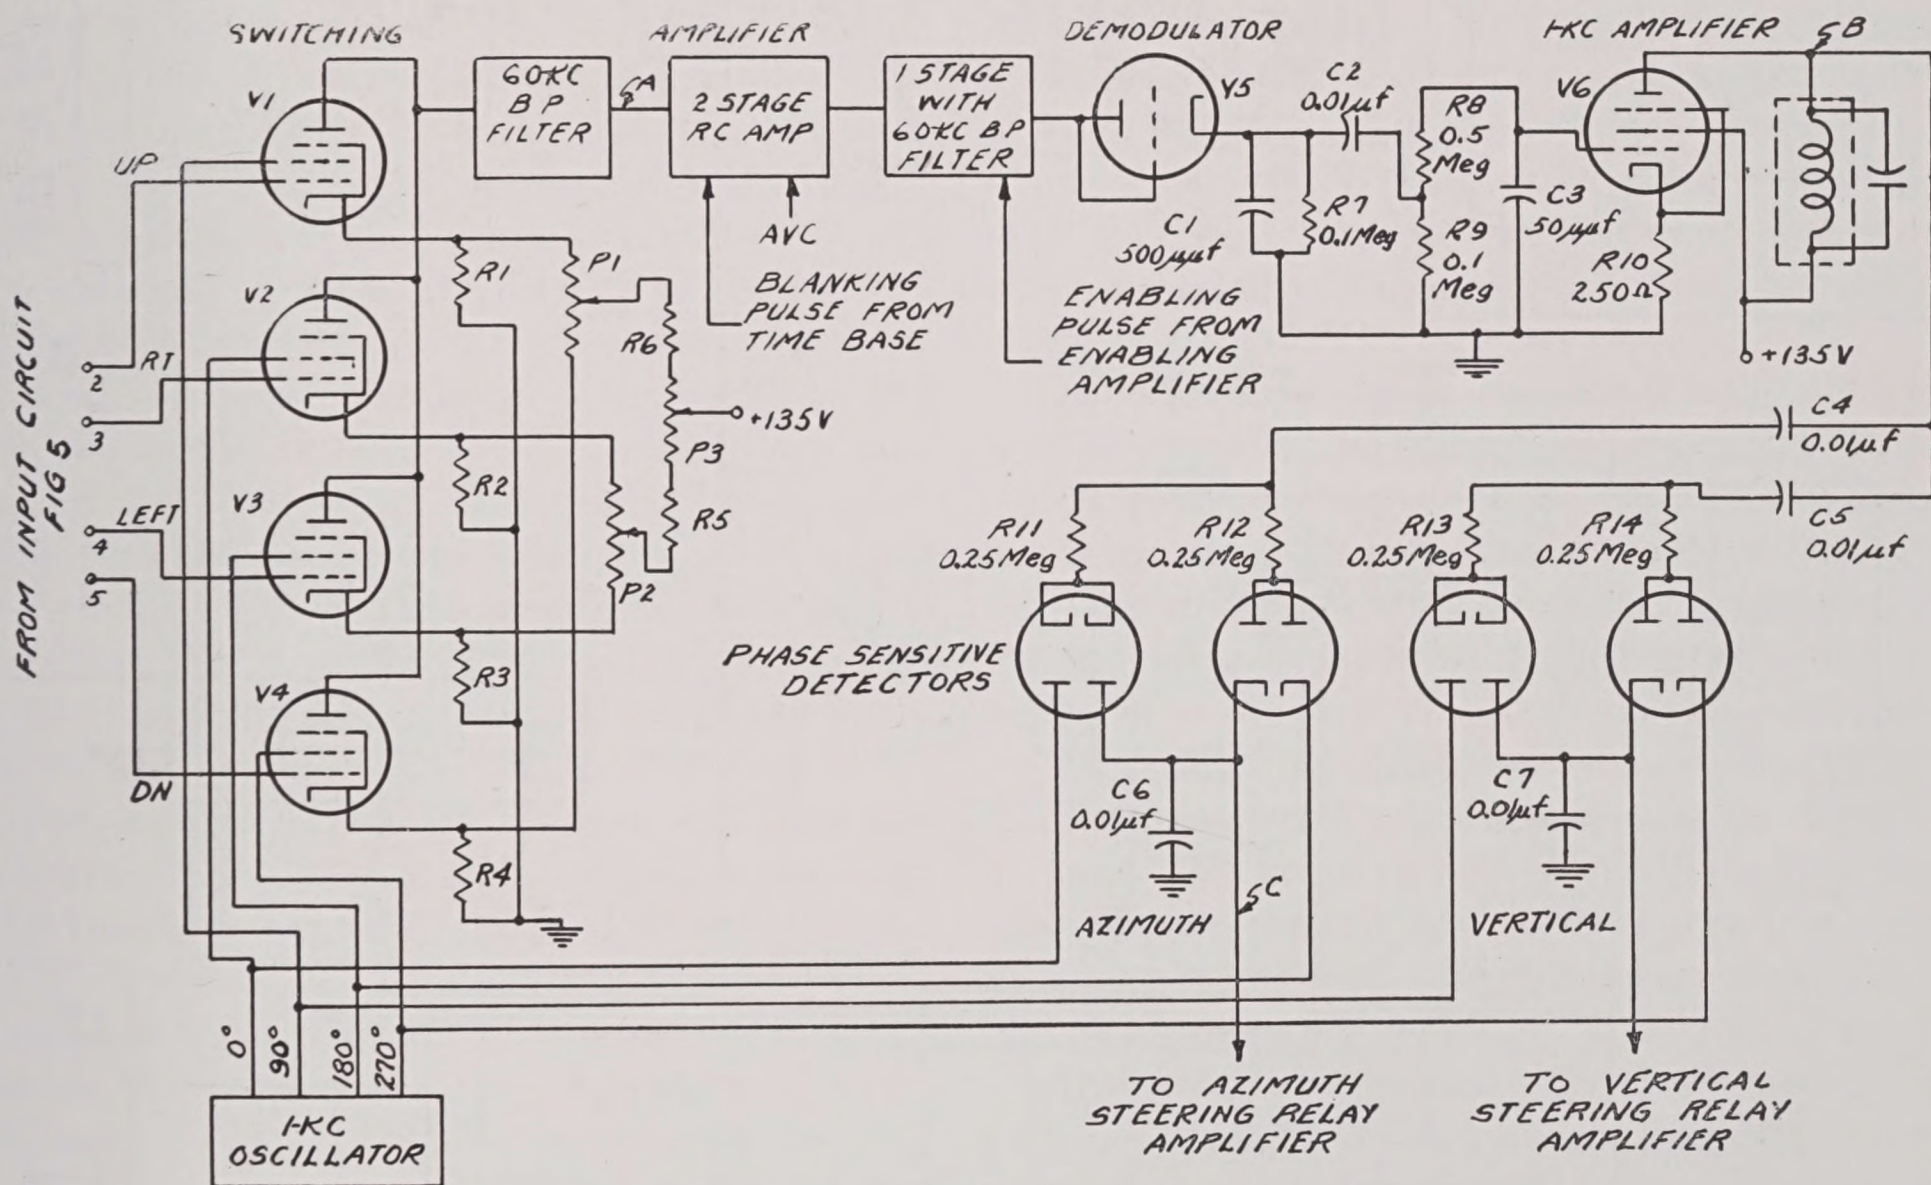 SWITCHING
AMPLIFIER
DEMODULATOR
1-KC AMPLIFIER
B
V1
60KC
BP
FILTER
A
2 STAGE
RC AMP
1 STAGE
WITH
60KC BP
FILTER
V5
C2
0.01µf
R8
0.5
Meg
V6
UP
AVC
BLANKING
PULSE FROM
TIME BASE
ENABLING
PULSE FROM
ENABLING
AMPLIFIER
C1
500µµf
R7
0.1Meg
R9
0.1
Meg
C3
50µµf
R10
250Ω
+135V
R1
P1
V2
R6
+135V
P3
FROM INPUT CIRCUIT
FIG 5
2
RT
3
R2
R5
P2
V3
LEFT
4
5
R3
V4
DN
R4
C4
0.01µf
C5
0.01µf
R11
0.25Meg
R12
0.25Meg
R13
0.25Meg
R14
0.25Meg
PHASE SENSITIVE
DETECTORS
C6
0.01µf
C7
0.01µf
C
AZIMUTH
VERTICAL
0°
90°
180°
270°
1-KC
OSCILLATOR
TO AZIMUTH
STEERING RELAY
AMPLIFIER
TO VERTICAL
STEERING RELAY
AMPLIFIER